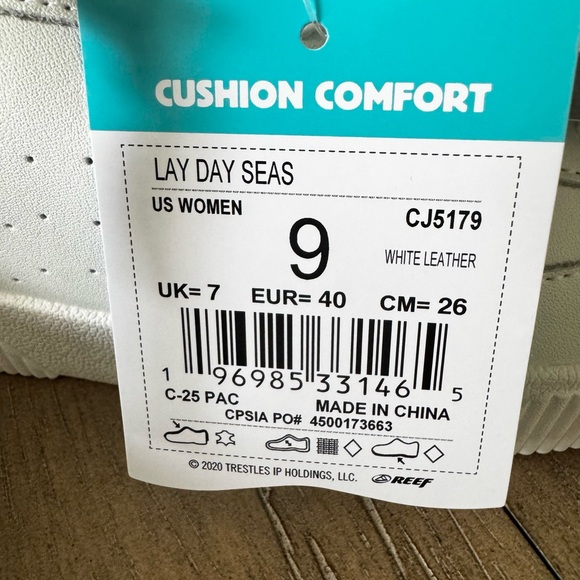 CUSHION COMFORT
LAY DAY SEAS
US WOMEN
9
CJ5179
WHITE LEATHER
UK= 7 EUR= 40 CM= 26
1 96985 33146 5
C-25 PAC
MADE IN CHINA
CPSIA PO# 4500173663
© 2020 TRESTLES IP HOLDINGS, LLC.
REEF